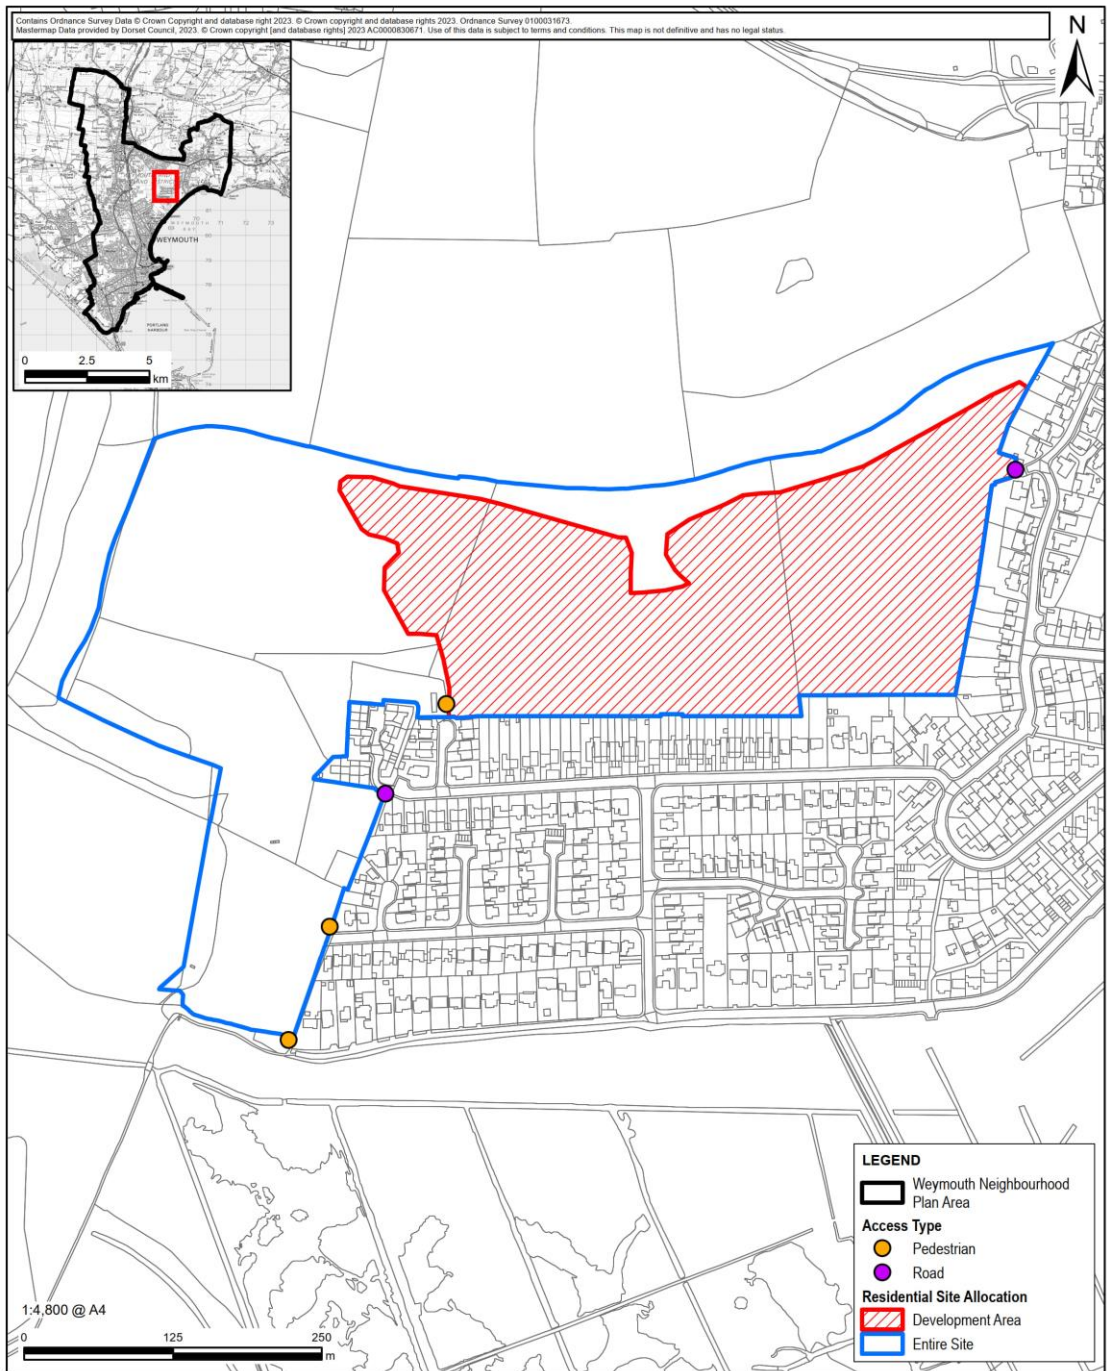 Contains Ordnance Survey Data © Crown Copyright and database right 2023. © Crown copyright and database rights 2023. Ordnance Survey 0100031673.
Mastermap Data provided by Dorset Council, 2023. © Crown copyright [and database rights] 2023 AC0000830671. Use of this data is subject to terms and conditions. This map is not definitive and has no legal status.
N
WEYMOUTH
PORTLAND
HARBOUR
0 2.5 5
km
LEGEND
Weymouth Neighbourhood
Plan Area
Access Type
Pedestrian
Road
Residential Site Allocation
Development Area
Entire Site
1:4,800 @ A4
0 125 250
m